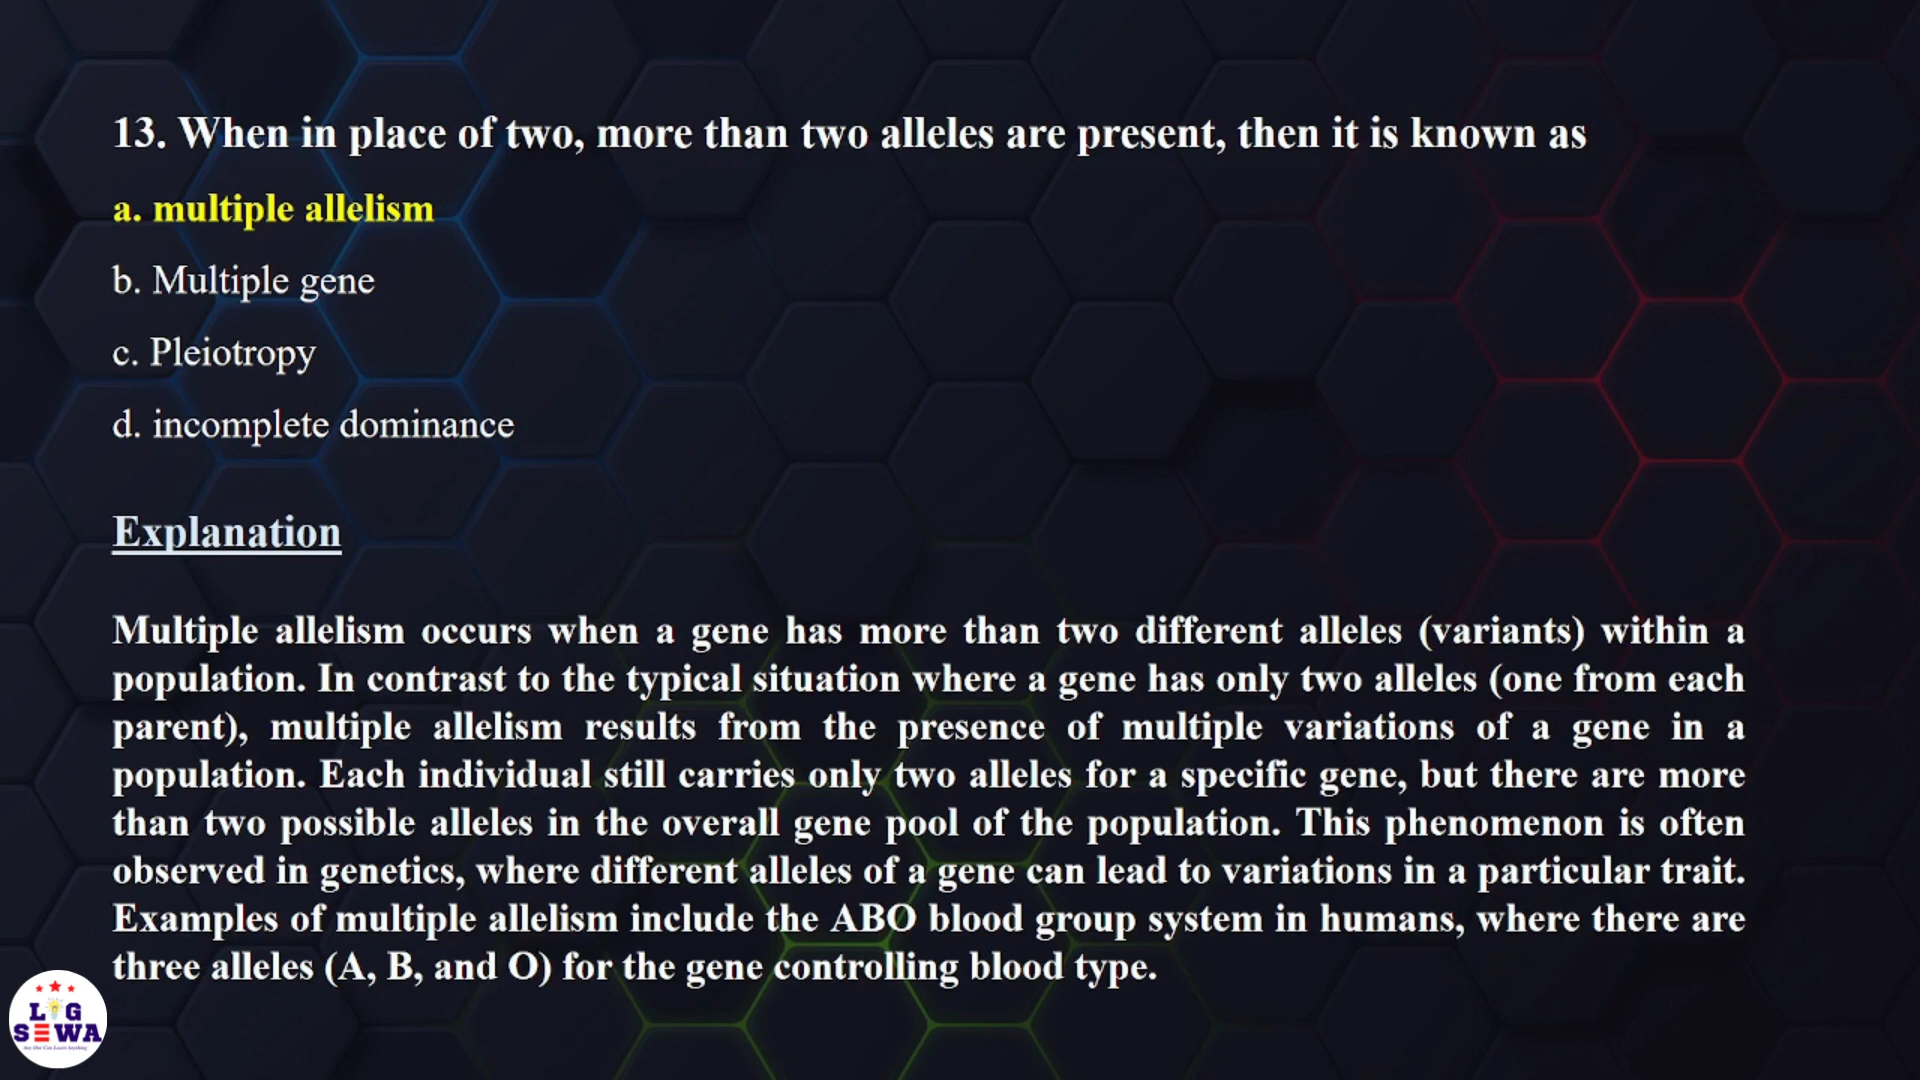 13. When in place of two, more than two alleles are present, then it is known as
a. multiple allelism
b. Multiple gene
c. Pleiotropy
d. incomplete dominance
Explanation
Multiple allelism occurs when a gene has more than two different alleles (variants) within a
population. In contrast to the typical situation where a gene has only two alleles (one from each
parent), multiple allelism results from the presence of multiple variations of a gene in a
population. Each individual still carries only two alleles for a specific gene, but there are more
than two possible alleles in the overall gene pool of the population. This phenomenon is often
observed in genetics, where different alleles of a gene can lead to variations in a particular trait.
Examples of multiple allelism include the ABO blood group system in humans, where there are
three alleles (A, B, and O) for the gene controlling blood type.
L G
SEWA
Any One Can Learn Anything